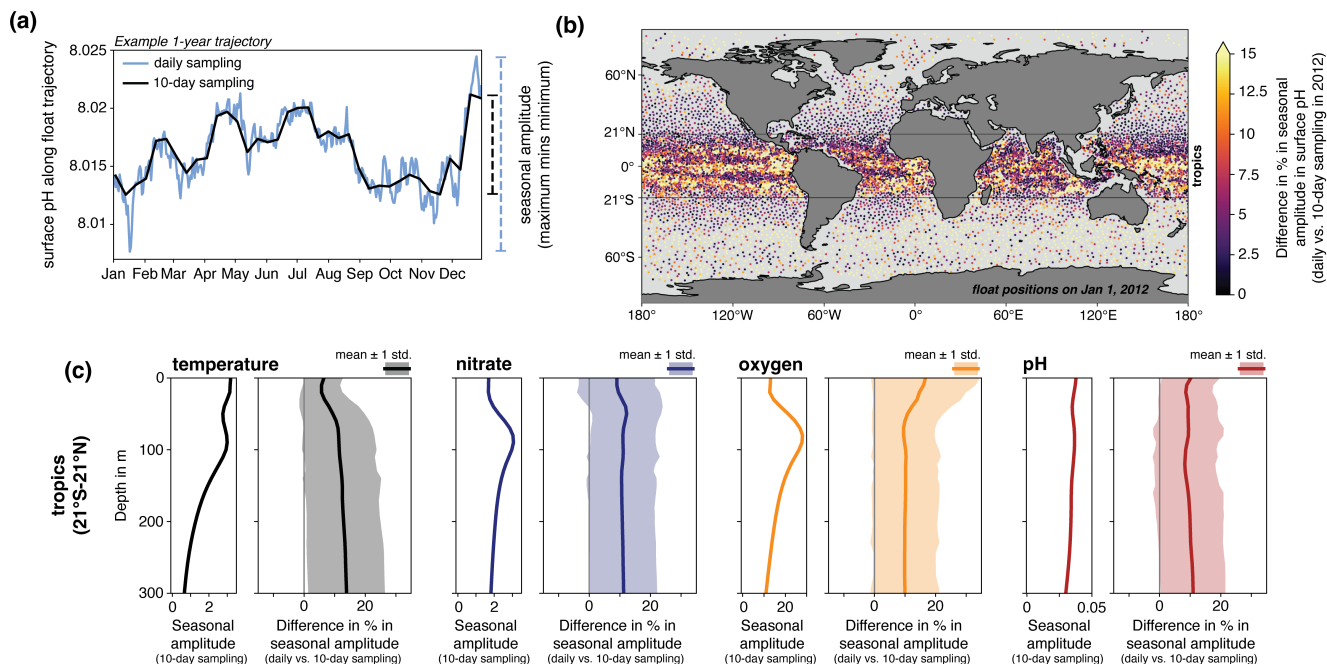 (a)
Example 1-year trajectory
daily sampling
10-day sampling
surface pH along float trajectory
8.025
8.02
8.015
8.01
Jan Feb Mar Apr May Jun Jul Aug Sep Oct Nov Dec
seasonal amplitude
(maximum mins minimum)
(b)
60°N
21°N
0°
21°S
60°S
180°
120°W
60°W
0°
60°E
120°E
180°
float positions on Jan 1, 2012
tropics
15
12.5
10
7.5
5
2.5
0
Difference in % in seasonal
amplitude in surface pH
(daily vs. 10-day sampling in 2012)
(c)
tropics
(21°S-21°N)
Depth in m
0
100
200
300
temperature
mean ± 1 std.
0 2
Seasonal
amplitude
(10-day sampling)
0 20
Difference in % in
seasonal amplitude
(daily vs. 10-day sampling)
nitrate
mean ± 1 std.
0 2
Seasonal
amplitude
(10-day sampling)
0 20
Difference in % in
seasonal amplitude
(daily vs. 10-day sampling)
oxygen
mean ± 1 std.
0 20
Seasonal
amplitude
(10-day sampling)
0 20
Difference in % in
seasonal amplitude
(daily vs. 10-day sampling)
pH
mean ± 1 std.
0 0.05
Seasonal
amplitude
(10-day sampling)
0 20
Difference in % in
seasonal amplitude
(daily vs. 10-day sampling)